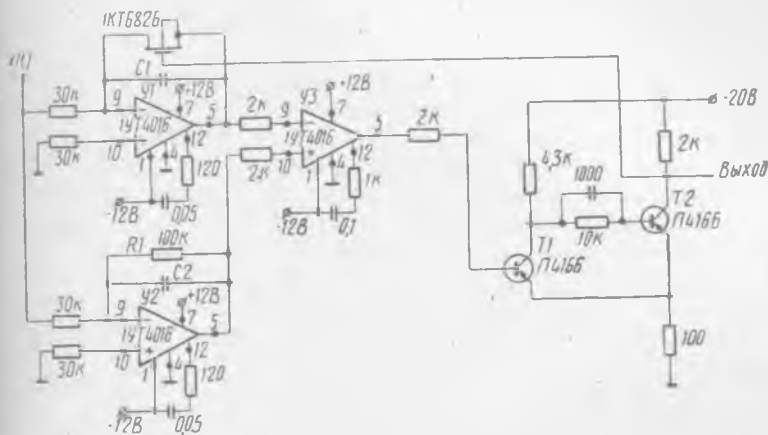 1КТ682Б
x(t)
C1
30к
9
У1
+12В
7
5
1УТ401Б
12
30к
10
1
4
120
-12В
0,05
2к
9
У3
+12В
7
5
2к
1УТ401Б
12
2к
10
1
4
1к
-12В
0,1
-20В
4,3к
2к
1000
Выход
10к
Т2
П416Б
Т1
П416Б
100
R1
100к
C2
30к
9
У2
+12В
7
5
1УТ401Б
12
30к
10
1
4
120
-12В
0,05